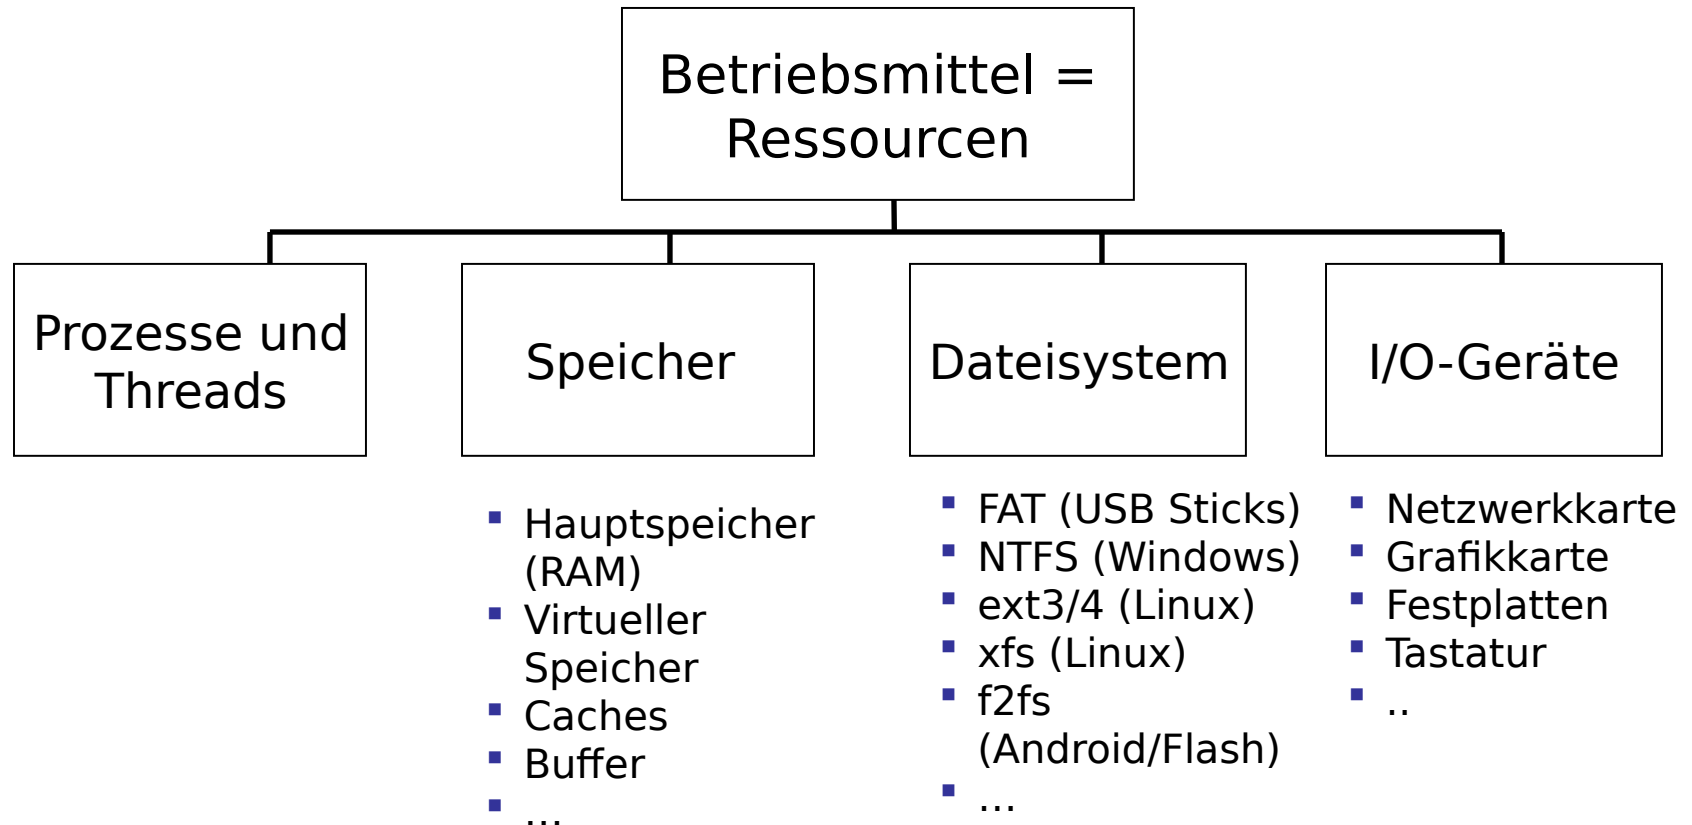 Betriebsmittel =
Ressourcen
Prozesse und
Threads
Speicher
Dateisystem
I/O-Geräte
Hauptspeicher
(RAM)
Virtueller
Speicher
Caches
Buffer
...
FAT (USB Sticks)
NTFS (Windows)
ext3/4 (Linux)
xfs (Linux)
f2fs
(Android/Flash)
...
Netzwerkkarte
Grafikkarte
Festplatten
Tastatur
..